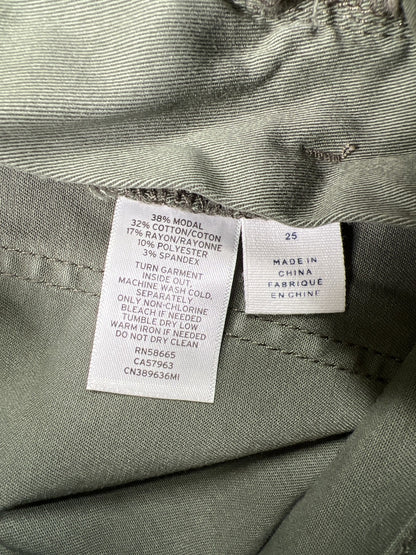 38% MODAL
32% COTTON/COTON
17% RAYON/RAYONNE
10% POLYESTER
3% SPANDEX
TURN GARMENT
INSIDE OUT,
MACHINE WASH COLD,
SEPARATELY
ONLY NON-CHLORINE
BLEACH IF NEEDED
TUMBLE DRY LOW
WARM IRON IF NEEDED
DO NOT DRY CLEAN
RN58665
CA57963
CN389636MI
25
MADE IN
CHINA
FABRIQUÉ
EN CHINE